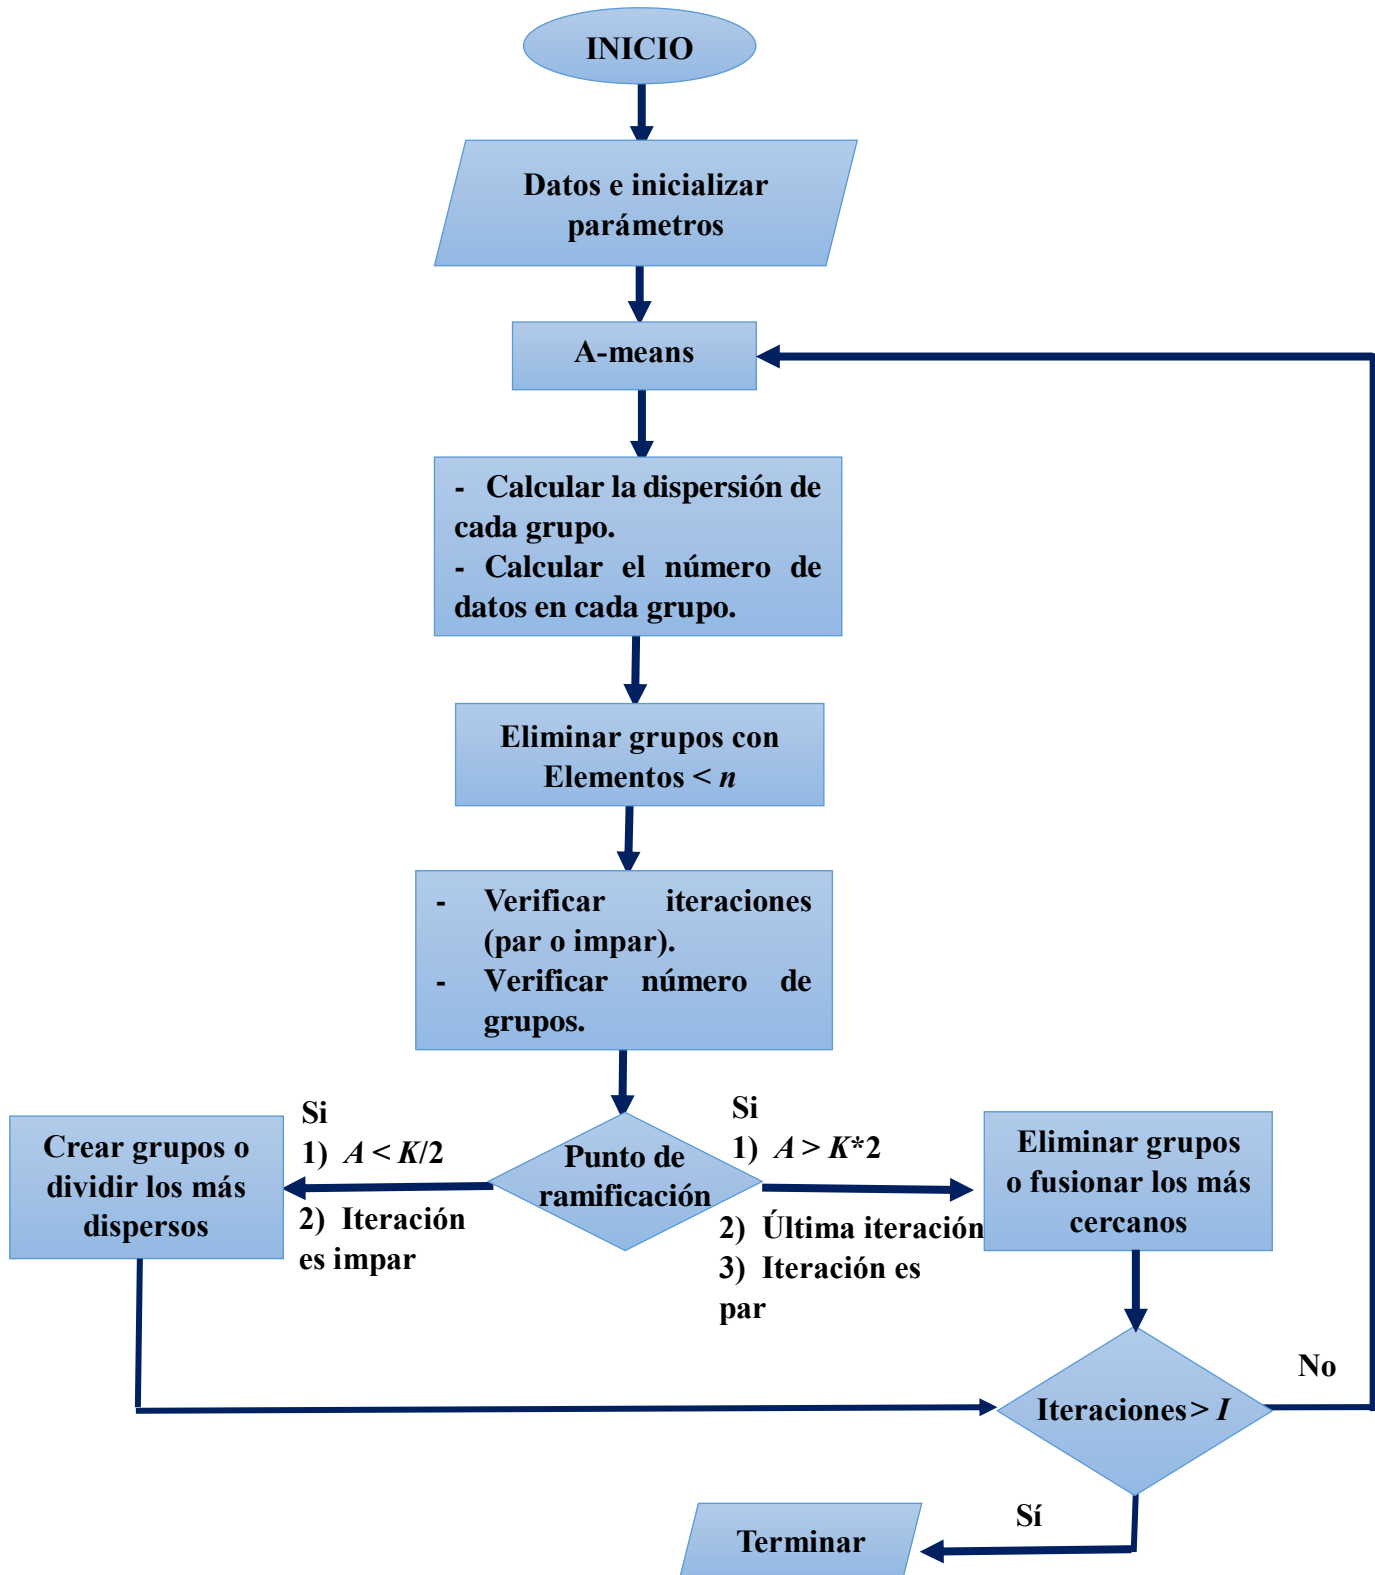 INICIO
Datos e inicializar
parámetros
A-means
- Calcular la dispersión de
cada grupo.
- Calcular el número de
datos en cada grupo.
Eliminar grupos con
Elementos < n
- Verificar iteraciones
(par o impar).
- Verificar número de
grupos.
Punto de
ramificación
Si
1) A < K/2
2) Iteración
es impar
Crear grupos o
dividir los más
dispersos
Si
1) A > K*2
2) Última iteración
3) Iteración es
par
Eliminar grupos
o fusionar los más
cercanos
Iteraciones > I
No
Sí
Terminar